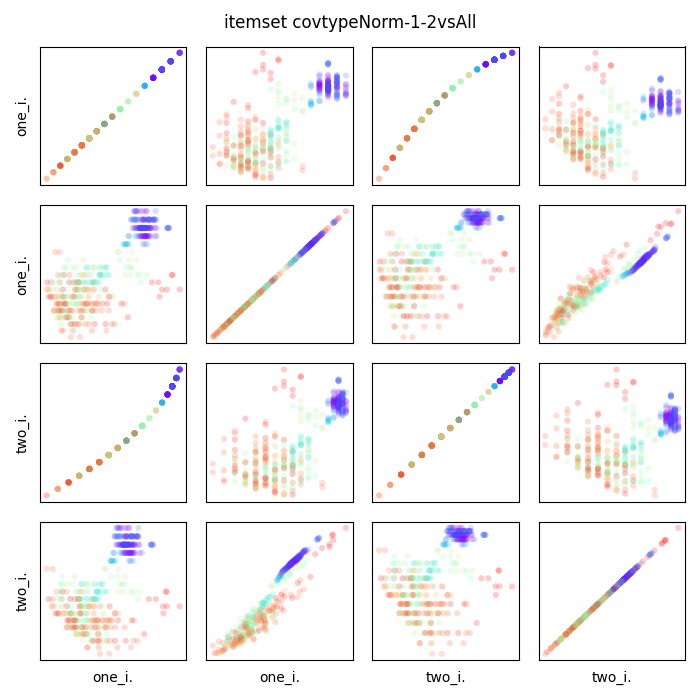 itemset covtypeNorm-1-2vsAll
one_i.
one_i.
two_i.
two_i.
one_i. one_i. two_i. two_i.